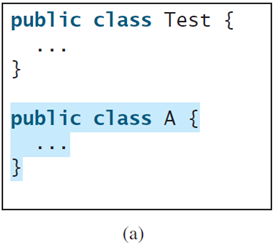 public class Test {
...
}
public class A {
...
}
(a)